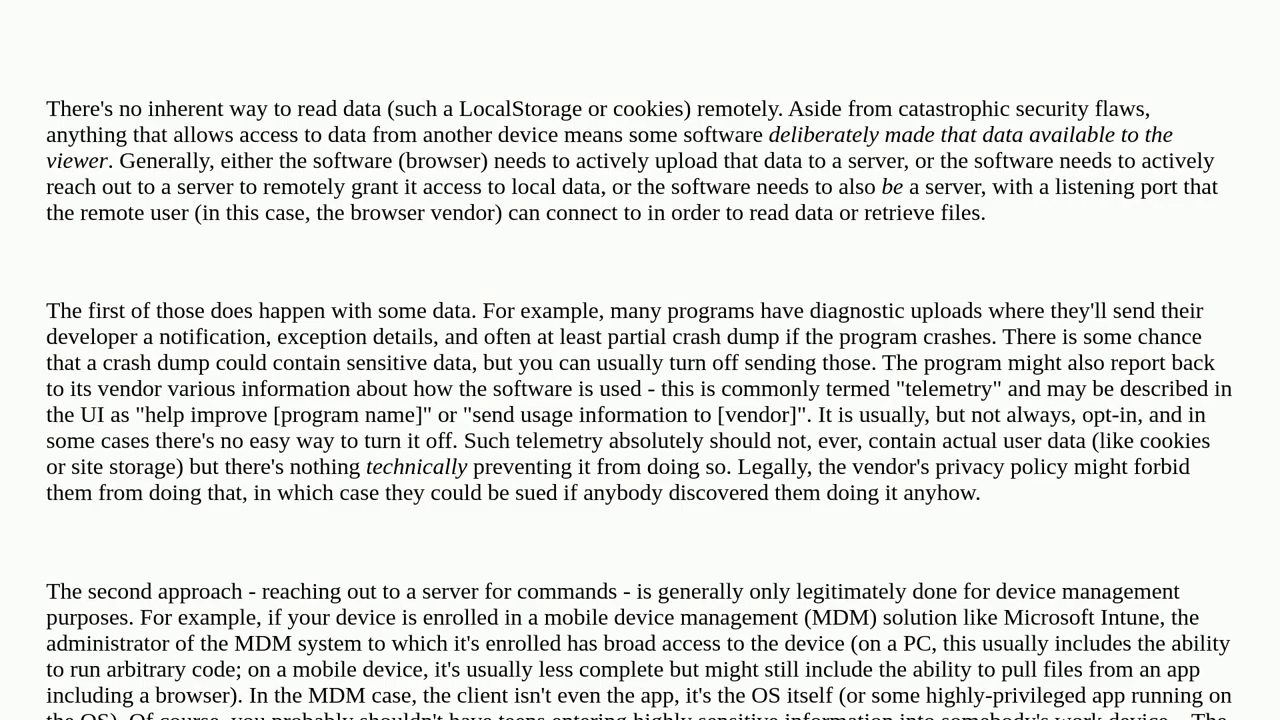 There's no inherent way to read data (such a LocalStorage or cookies) remotely. Aside from catastrophic security flaws,
anything that allows access to data from another device means some software deliberately made that data available to the
viewer. Generally, either the software (browser) needs to actively upload that data to a server, or the software needs to actively
reach out to a server to remotely grant it access to local data, or the software needs to also be a server, with a listening port that
the remote user (in this case, the browser vendor) can connect to in order to read data or retrieve files.
The first of those does happen with some data. For example, many programs have diagnostic uploads where they'll send their
developer a notification, exception details, and often at least partial crash dump if the program crashes. There is some chance
that a crash dump could contain sensitive data, but you can usually turn off sending those. The program might also report back
to its vendor various information about how the software is used - this is commonly termed "telemetry" and may be described in
the UI as "help improve [program name]" or "send usage information to [vendor]". It is usually, but not always, opt-in, and in
some cases there's no easy way to turn it off. Such telemetry absolutely should not, ever, contain actual user data (like cookies
or site storage) but there's nothing technically preventing it from doing so. Legally, the vendor's privacy policy might forbid
them from doing that, in which case they could be sued if anybody discovered them doing it anyhow.
The second approach - reaching out to a server for commands - is generally only legitimately done for device management
purposes. For example, if your device is enrolled in a mobile device management (MDM) solution like Microsoft Intune, the
administrator of the MDM system to which it's enrolled has broad access to the device (on a PC, this usually includes the ability
to run arbitrary code; on a mobile device, it's usually less complete but might still include the ability to pull files from an app
including a browser). In the MDM case, the client isn't even the app, it's the OS itself (or some highly-privileged app running on
the OS). Of course, you probably shouldn't have teens entering highly sensitive information into somebody's work device... The